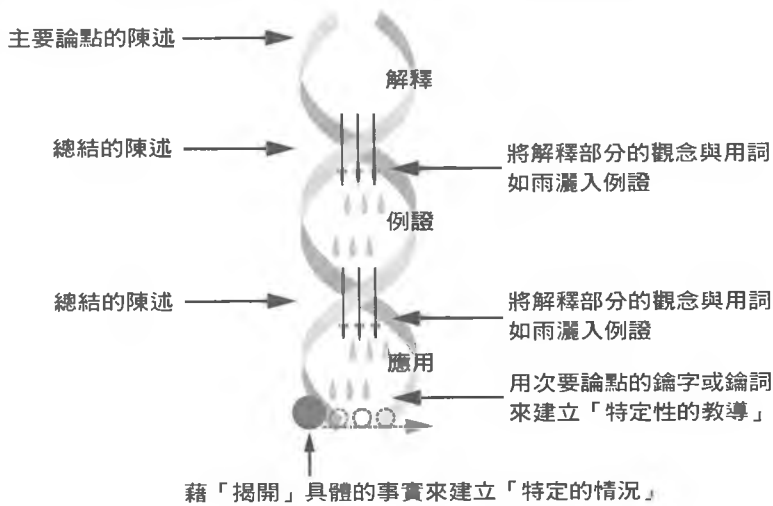 主要論點的陳述
解釋
總結的陳述
將解釋部分的觀念與用詞
如雨灑入例證
例證
總結的陳述
將解釋部分的觀念與用詞
如雨灑入例證
應用
用次要論點的鑰字或鑰詞
來建立「特定性的教導」
藉「揭開」具體的事實來建立「特定的情況」